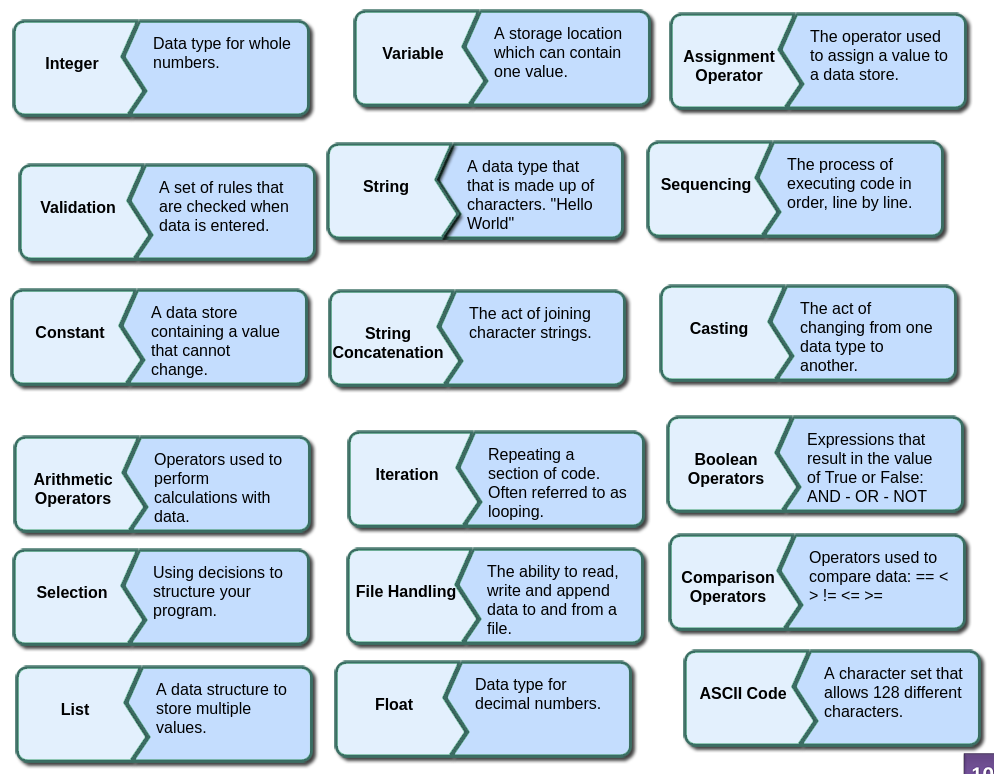 Integer
Data type for whole
numbers.
Variable
A storage location
which can contain
one value.
Assignment
Operator
The operator used
to assign a value to
a data store.
Validation
A set of rules that
are checked when
data is entered.
String
A data type that
that is made up of
characters. "Hello
World"
Sequencing
The process of
executing code in
order, line by line.
Constant
A data store
containing a value
that cannot
change.
String
Concatenation
The act of joining
character strings.
Casting
The act of
changing from one
data type to
another.
Arithmetic
Operators
Operators used to
perform
calculations with
data.
Iteration
Repeating a
section of code.
Often referred to as
looping.
Boolean
Operators
Expressions that
result in the value
of True or False:
AND - OR - NOT
Selection
Using decisions to
structure your
program.
File Handling
The ability to read,
write and append
data to and from a
file.
Comparison
Operators
Operators used to
compare data: == <
> != <= >=
List
A data structure to
store multiple
values.
Float
Data type for
decimal numbers.
ASCII Code
A character set that
allows 128 different
characters.